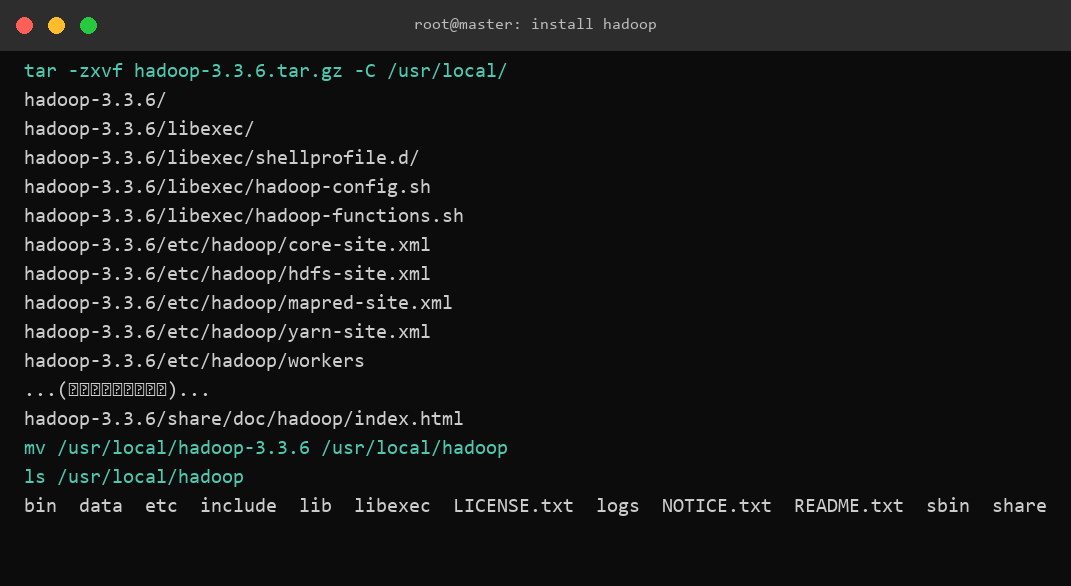 root@master: install hadoop
tar -zxvf hadoop-3.3.6.tar.gz -C /usr/local/
hadoop-3.3.6/
hadoop-3.3.6/libexec/
hadoop-3.3.6/libexec/shellprofile.d/
hadoop-3.3.6/libexec/hadoop-config.sh
hadoop-3.3.6/libexec/hadoop-functions.sh
hadoop-3.3.6/etc/hadoop/core-site.xml
hadoop-3.3.6/etc/hadoop/hdfs-site.xml
hadoop-3.3.6/etc/hadoop/mapred-site.xml
hadoop-3.3.6/etc/hadoop/yarn-site.xml
hadoop-3.3.6/etc/hadoop/workers
...()...
hadoop-3.3.6/share/doc/hadoop/index.html
mv /usr/local/hadoop-3.3.6 /usr/local/hadoop
ls /usr/local/hadoop
bin  data  etc  include  lib  libexec  LICENSE.txt  logs  NOTICE.txt  README.txt  sbin  share